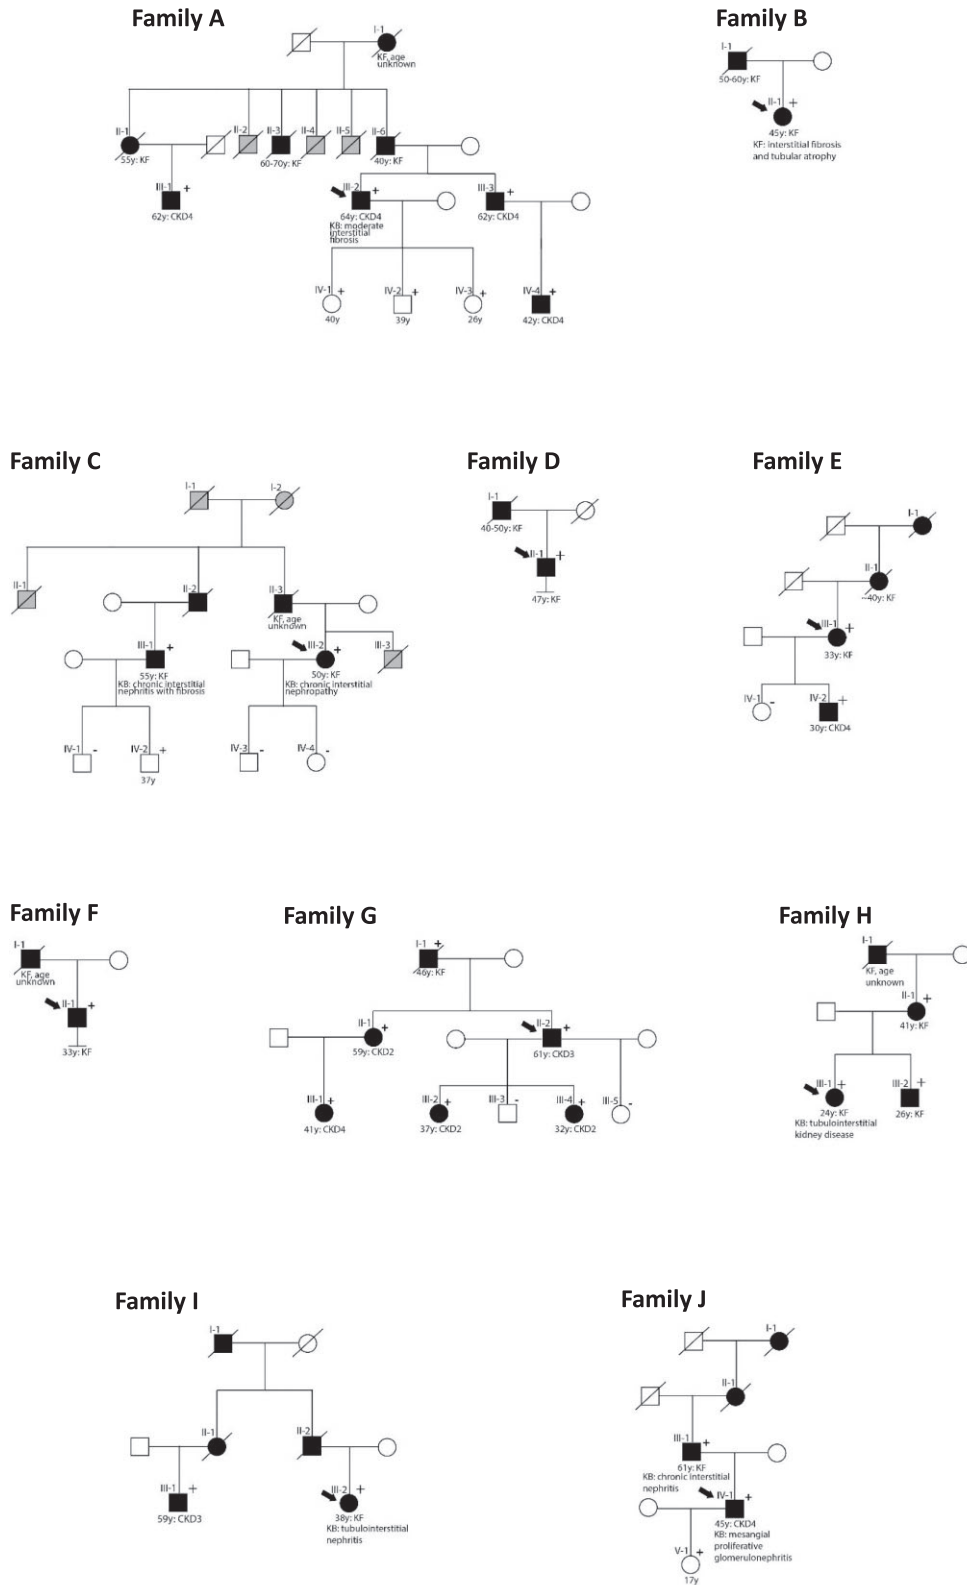 Family A
I-1
KF, age
unknown
II-1
II-2
II-3
II-4
II-5
II-6
55y: KF
60-70y: KF
40y: KF
III-1 +
III-2 +
III-3 +
62y: CKD4
64y: CKD4
KB: moderate
interstitial
fibrosis
62y: CKD4
IV-1 +
IV-2 +
IV-3 +
IV-4 +
40y
39y
26y
42y: CKD4
Family B
I-1
50-60y: KF
II-1 +
45y: KF
KF: interstitial fibrosis
and tubular atrophy
Family C
I-1
I-2
II-1
II-2
II-3
KF, age
unknown
III-1 +
III-2 +
III-3
55y: KF
KB: chronic interstitial
nephritis with fibrosis
50y: KF
KB: chronic interstitial
nephropathy
IV-1 -
IV-2 +
IV-3 -
IV-4 -
37y
Family D
I-1
40-50y: KF
II-1 +
47y: KF
Family E
I-1
II-1
~40y: KF
III-1 +
33y: KF
IV-1 -
IV-2 +
30y: CKD4
Family F
I-1
KF, age
unknown
II-1 +
33y: KF
Family G
I-1 +
46y: KF
II-1 +
II-2 +
59y: CKD2
61y: CKD3
III-1 +
III-2 +
III-3 -
III-4 +
III-5 -
41y: CKD4
37y: CKD2
32y: CKD2
Family H
I-1
KF, age
unknown
II-1 +
41y: KF
III-1 +
III-2 +
24y: KF
KB: tubulointerstitial
kidney disease
26y: KF
Family I
I-1
II-1
II-2
III-1 +
III-2 +
59y: CKD3
38y: KF
KB: tubulointerstitial
nephritis
Family J
I-1
II-1
III-1 +
61y: KF
KB: chronic interstitial
nephritis
IV-1 +
45y: CKD4
KB: mesangial
proliferative
glomerulonephritis
V-1 +
17y